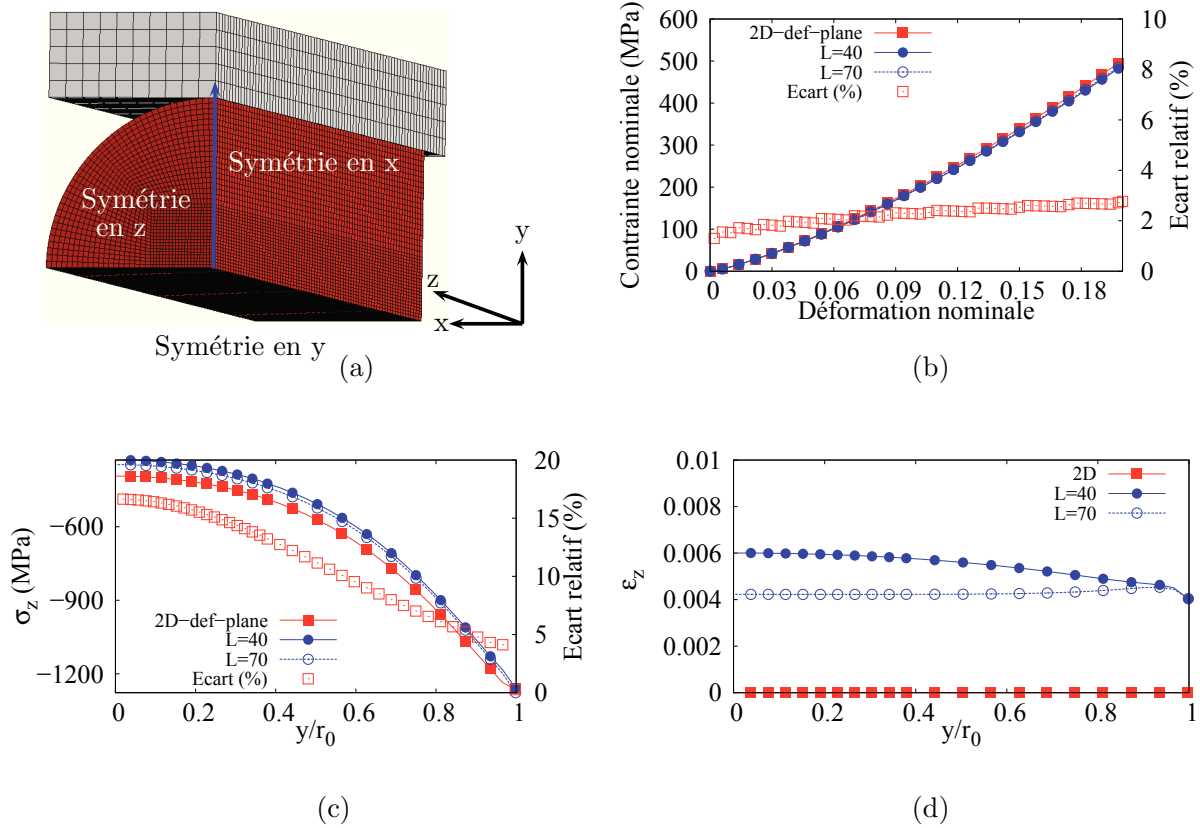 Symétrie en x
Symétrie
en z
y
z
x
Symétrie en y
(a)
600
500
400
300
200
100
0
Contrainte nominale (MPa)
2D−def−plane
L=40
L=70
Ecart (%)
10
8
6
4
2
0
Ecart relatif (%)
0 0.03 0.06 0.09 0.12 0.15 0.18
Déformation nominale
(b)
−600
−900
−1200
σz (MPa)
2D−def−plane
L=40
L=70
Ecart (%)
20
15
10
5
0
Ecart relatif (%)
0 0.2 0.4 0.6 0.8 1
y/r0
(c)
0.01
0.008
0.006
0.004
0.002
0
εz
2D
L=40
L=70
0 0.2 0.4 0.6 0.8 1
y/r0
(d)